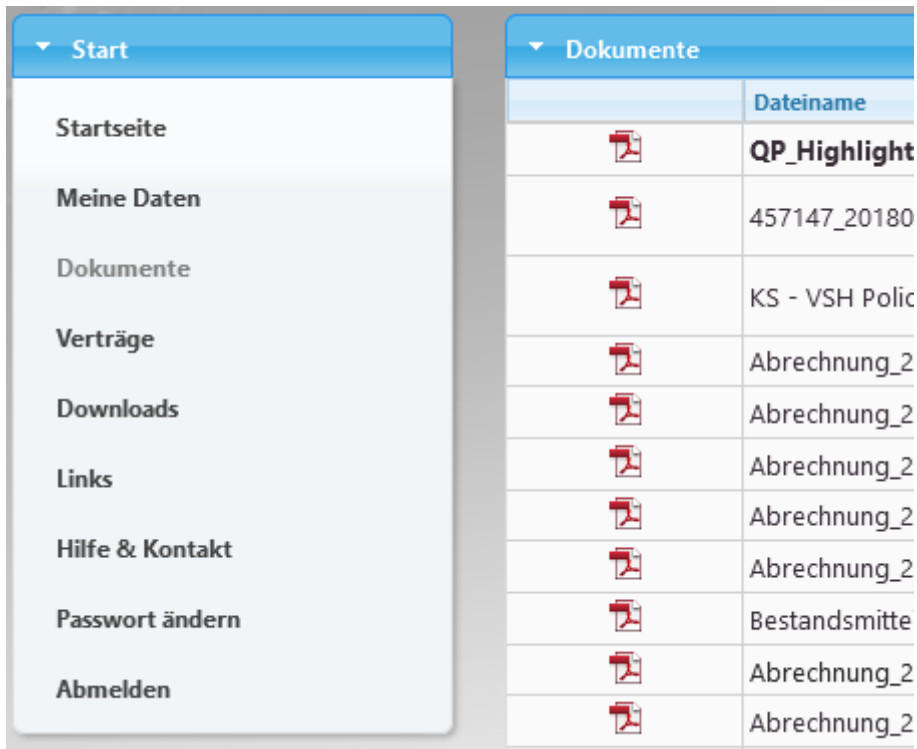 Start
Startseite
Meine Daten
Dokumente
Verträge
Downloads
Links
Hilfe & Kontakt
Passwort ändern
Abmelden
Dokumente
Dateiname
QP_Highlight
457147_20180
KS - VSH Polic
Abrechnung_2
Abrechnung_2
Abrechnung_2
Abrechnung_2
Abrechnung_2
Bestandsmitte
Abrechnung_2
Abrechnung_2